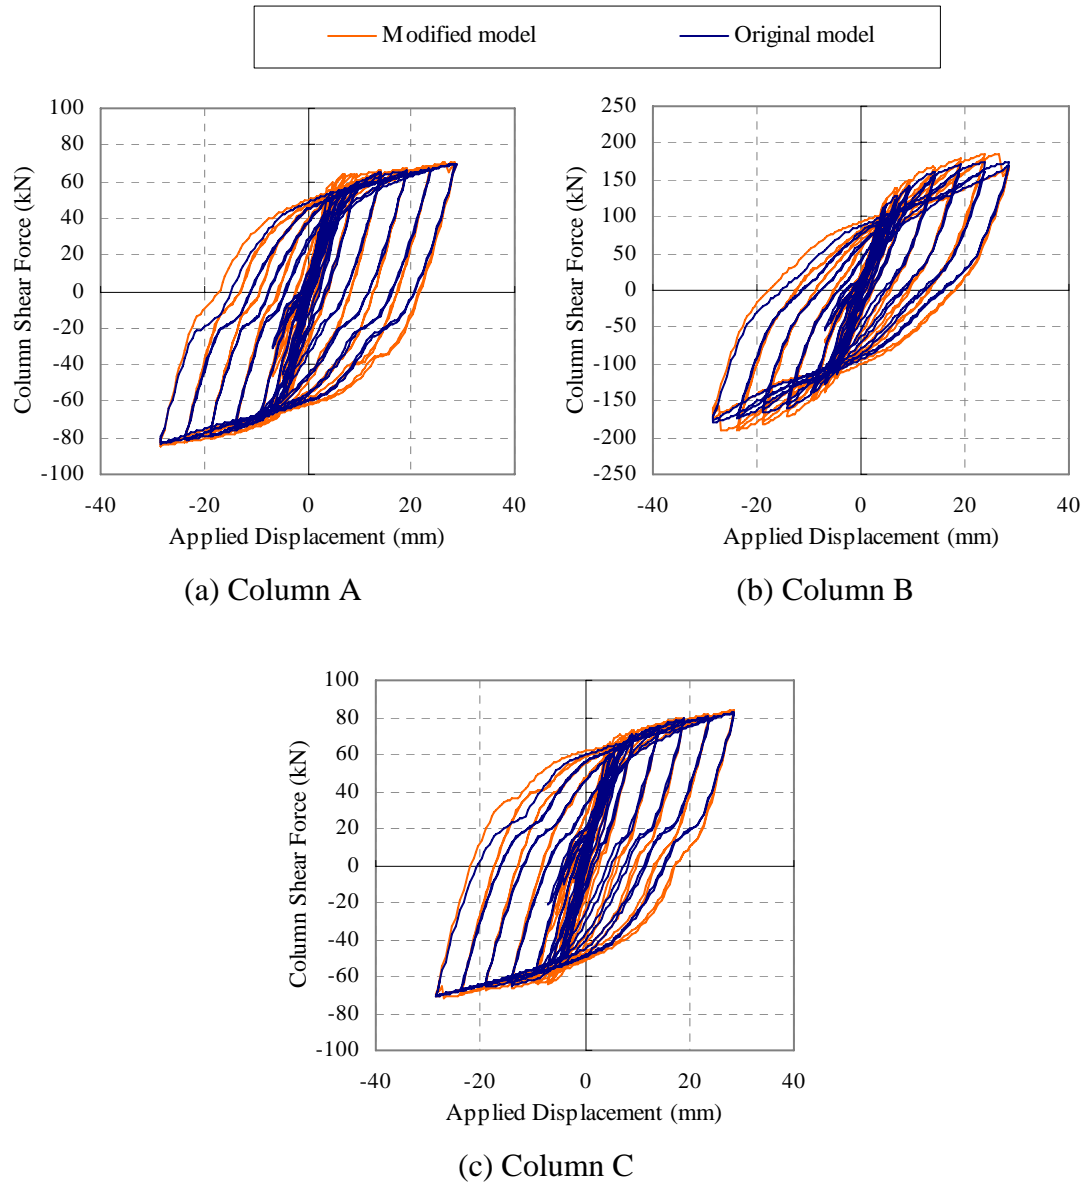 Modified model Original model
100
80
60
40
20
0
-20
-40
-60
-80
-100
-40 -20 0 20 40
Column Shear Force (kN)
Applied Displacement (mm)
(a) Column A
250
200
150
100
50
0
-50
-100
-150
-200
-250
-40 -20 0 20 40
Column Shear Force (kN)
Applied Displacement (mm)
(b) Column B
100
80
60
40
20
0
-20
-40
-60
-80
-100
-40 -20 0 20 40
Column Shear Force (kN)
Applied Displacement (mm)
(c) Column C